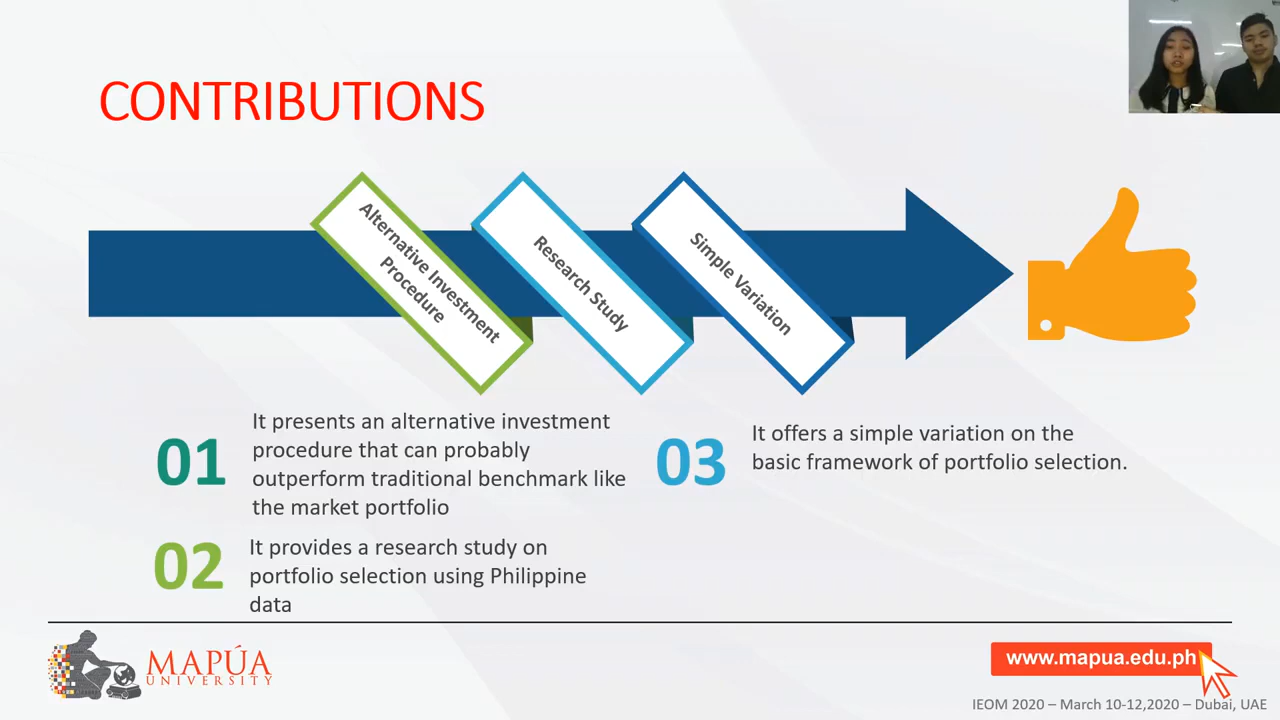 CONTRIBUTIONS
Alternative Investment
Procedure
Research Study
Simple Variation
01
It presents an alternative investment
procedure that can probably
outperform traditional benchmark like
the market portfolio
02
It provides a research study on
portfolio selection using Philippine
data
03
It offers a simple variation on the
basic framework of portfolio selection.
MAPÚA
UNIVERSITY
www.mapua.edu.ph
IEOM 2020 – March 10-12,2020 – Dubai, UAE